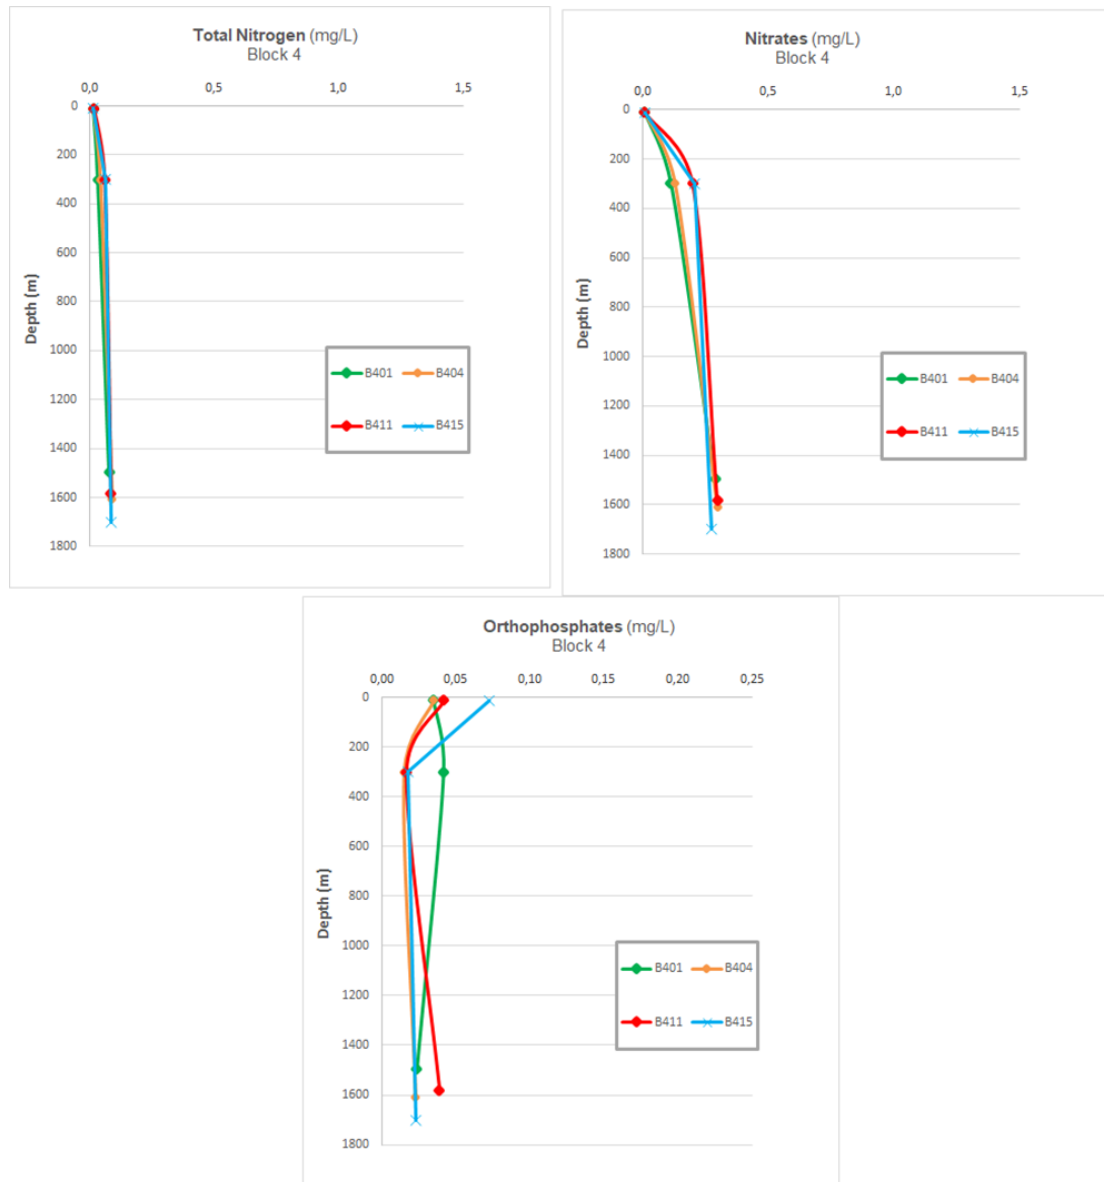 Total Nitrogen (mg/L)
Block 4
0,0 0,5 1,0 1,5
0
200
400
600
800
1000
1200
1400
1600
1800
Depth (m)
B401 B404
B411 B415
Nitrates (mg/L)
Block 4
0,0 0,5 1,0 1,5
0
200
400
600
800
1000
1200
1400
1600
1800
Depth (m)
B401 B404
B411 B415
Orthophosphates (mg/L)
Block 4
0,00 0,05 0,10 0,15 0,20 0,25
0
200
400
600
800
1000
1200
1400
1600
1800
Depth (m)
B401 B404
B411 B415